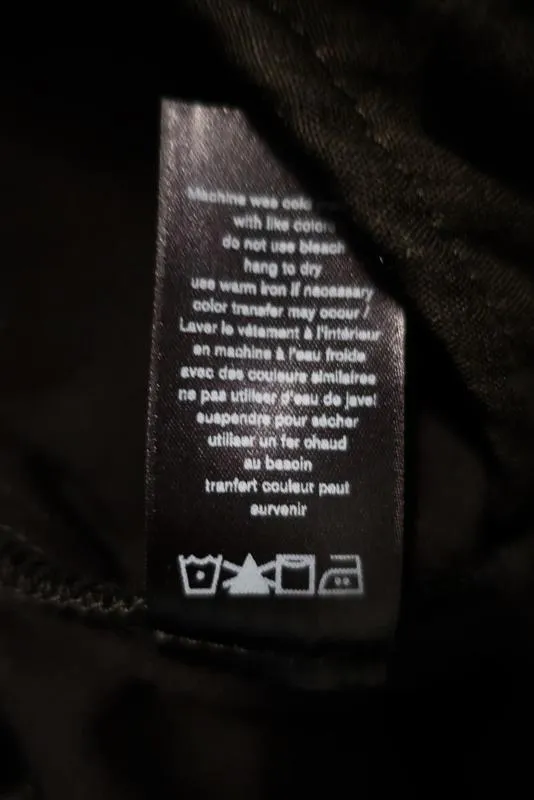 Machine was cold
with like colors
do not use bleach
hang to dry
use warm iron if necessary
color transfer may occur /
Laver le vêtement à l'intérieur
en machine à l'eau froide
avec des couleurs similaires
ne pas utiliser d'eau de javel
suspendre pour sécher
utiliser un fer chaud
au besoin
tranfert couleur peut
survenir